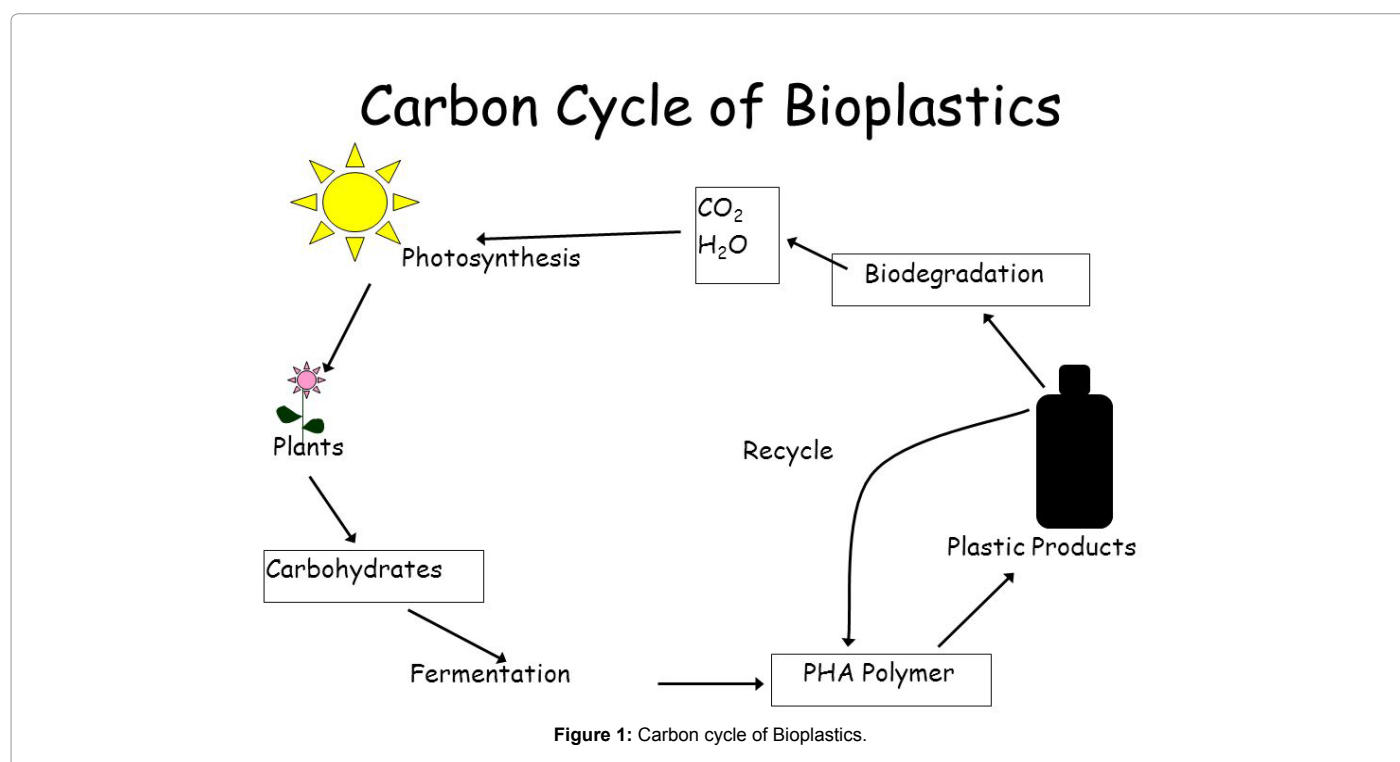 Carbon Cycle of Bioplastics
CO₂
H₂O
Photosynthesis
Biodegradation
Plants
Recycle
Plastic Products
Carbohydrates
Fermentation
PHA Polymer
Figure 1: Carbon cycle of Bioplastics.